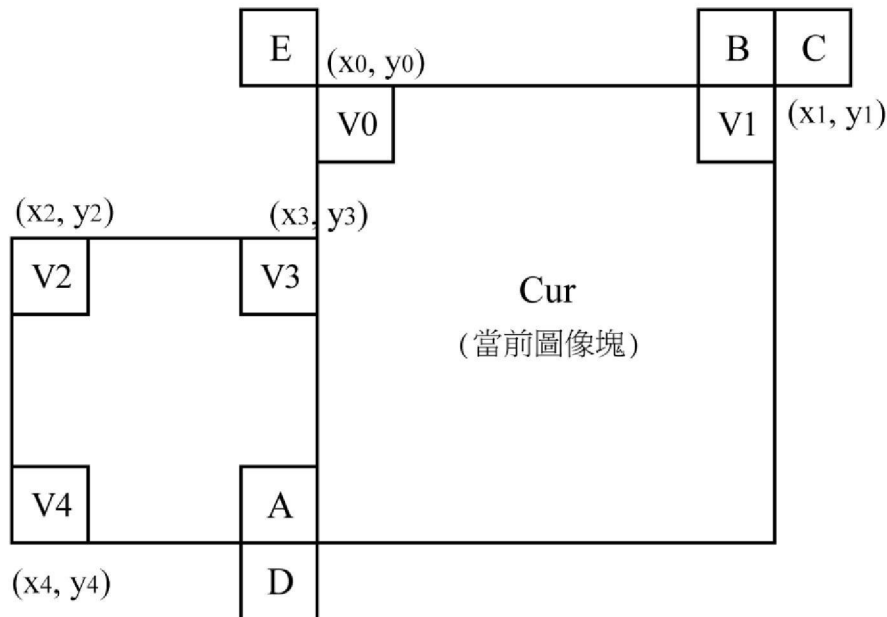 E
(x0, y0)
B
C
V0
V1
(x1, y1)
(x2, y2)
(x3, y3)
V2
V3
Cur
(當前圖像塊)
V4
A
(x4, y4)
D